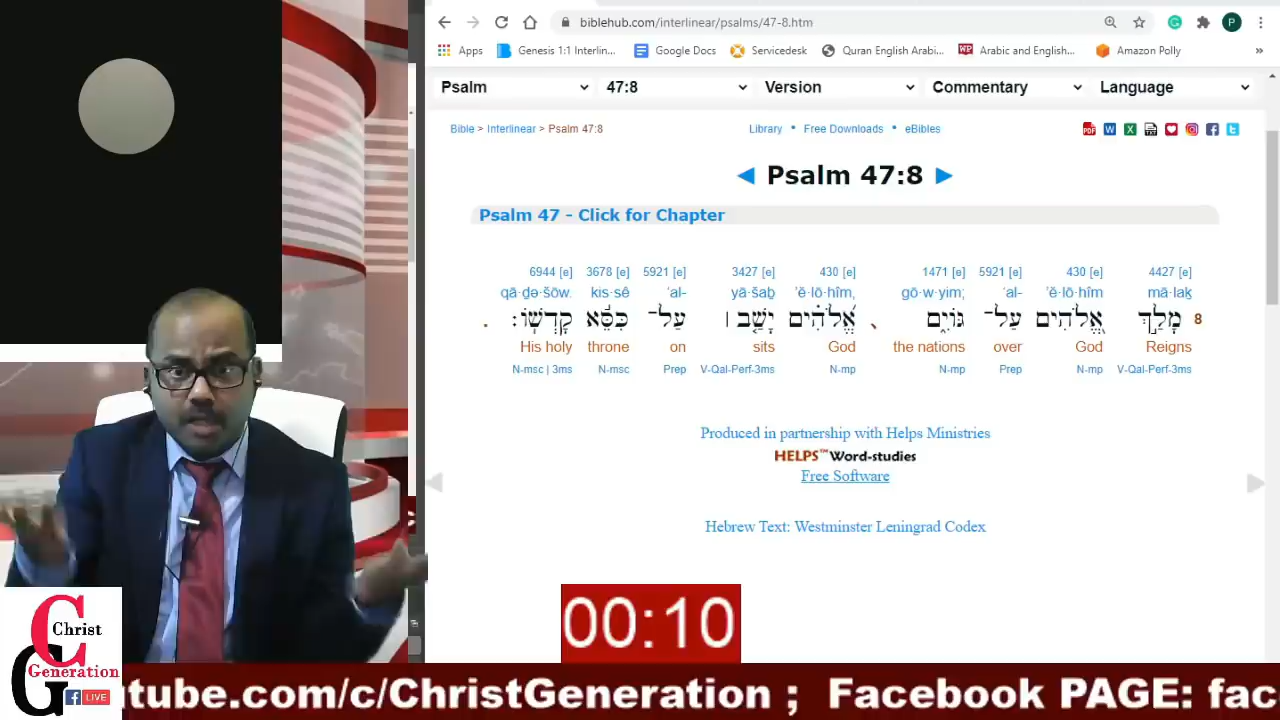 biblehub.com/interlinear/psalms/47-8.htm
P
Apps
Genesis 1:1 Interlin...
Google Docs
Servicedesk
Quran English Arabi...
Arabic and English...
Amazon Polly
»
Psalm
47:8
Version
Commentary
Language
Bible > Interlinear > Psalm 47:8
Library • Free Downloads • eBibles
◄ Psalm 47:8 ►
Psalm 47 - Click for Chapter
6944 [e] 3678 [e] 5921 [e] 3427 [e] 430 [e] 1471 [e] 5921 [e] 430 [e] 4427 [e]
qā·ḏə·šōw. kis·sê ‘al- yā·šaḇ ’ĕ·lō·hîm, gō·w·yim; ‘al- ’ĕ·lō·hîm mā·laḵ
8 מָלַ֣ךְ אֱ֭לֹהִים עַל־ גּוֹיִ֑ם אֱ֝לֹהִ֗ים יָשַׁ֤ב ׀ עַל־ כִּסֵּ֬א קָדְשֽׁוֹ׃
His holy throne on sits God the nations over God Reigns
N-msc | 3ms N-msc Prep V-Qal-Perf-3ms N-mp N-mp Prep N-mp V-Qal-Perf-3ms
Produced in partnership with Helps Ministries
HELPS™ Word-studies
Free Software
Hebrew Text: Westminster Leningrad Codex
00:10
Christ
Generation
LIVE
utube.com/c/ChristGeneration , Facebook PAGE: fac